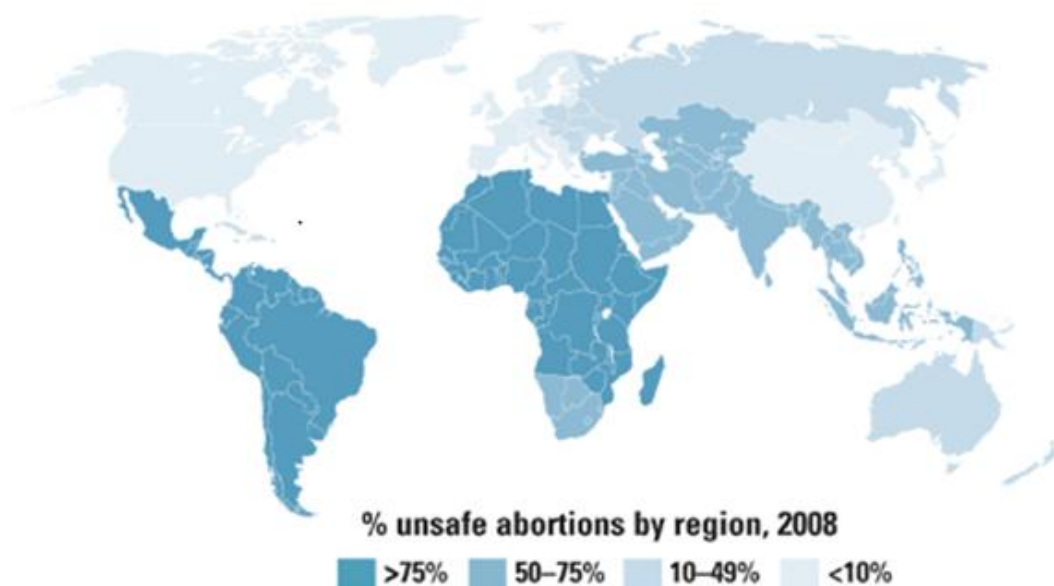 % unsafe abortions by region, 2008
>75% 50–75% 10–49% <10%